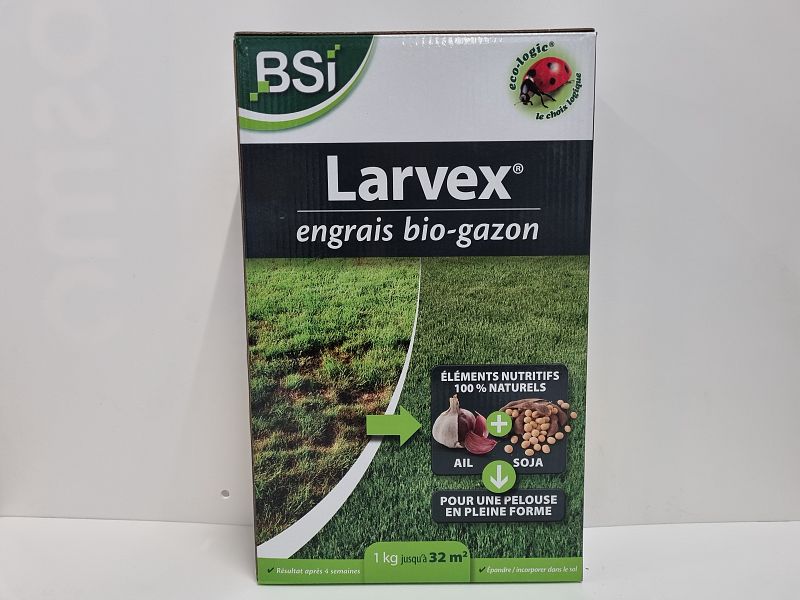 BSi
eco-logic®
le choix logique
Larvex®
engrais bio-gazon
ÉLÉMENTS NUTRITIFS
100 % NATURELS
AIL
SOJA
POUR UNE PELOUSE
EN PLEINE FORME
1 kg jusqu'à 32 m²
✓ Résultat après 4 semaines
✓ Épandre / incorporer dans le sol